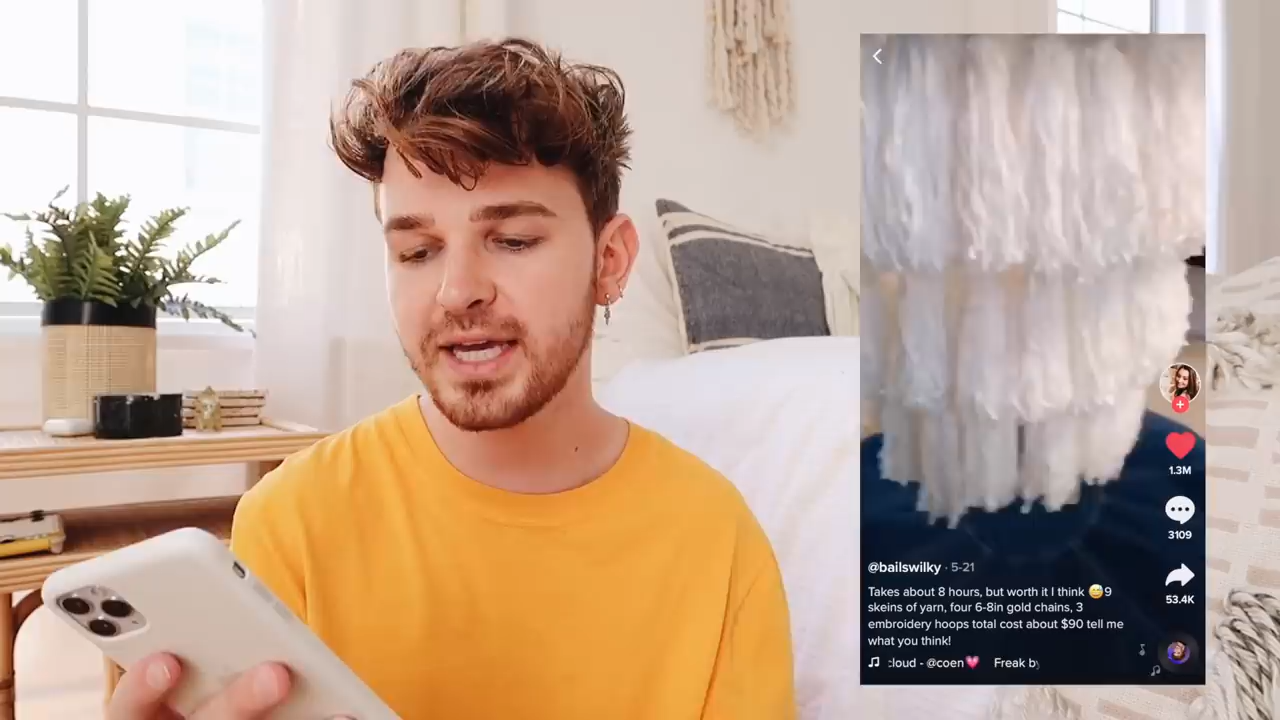 1.3M
3109
53.4K
@bailswilky · 5-21
Takes about 8 hours, but worth it I think 😅9
skeins of yarn, four 6-8in gold chains, 3
embroidery hoops total cost about $90 tell me
what you think!
:loud - @coen💗 Freak by